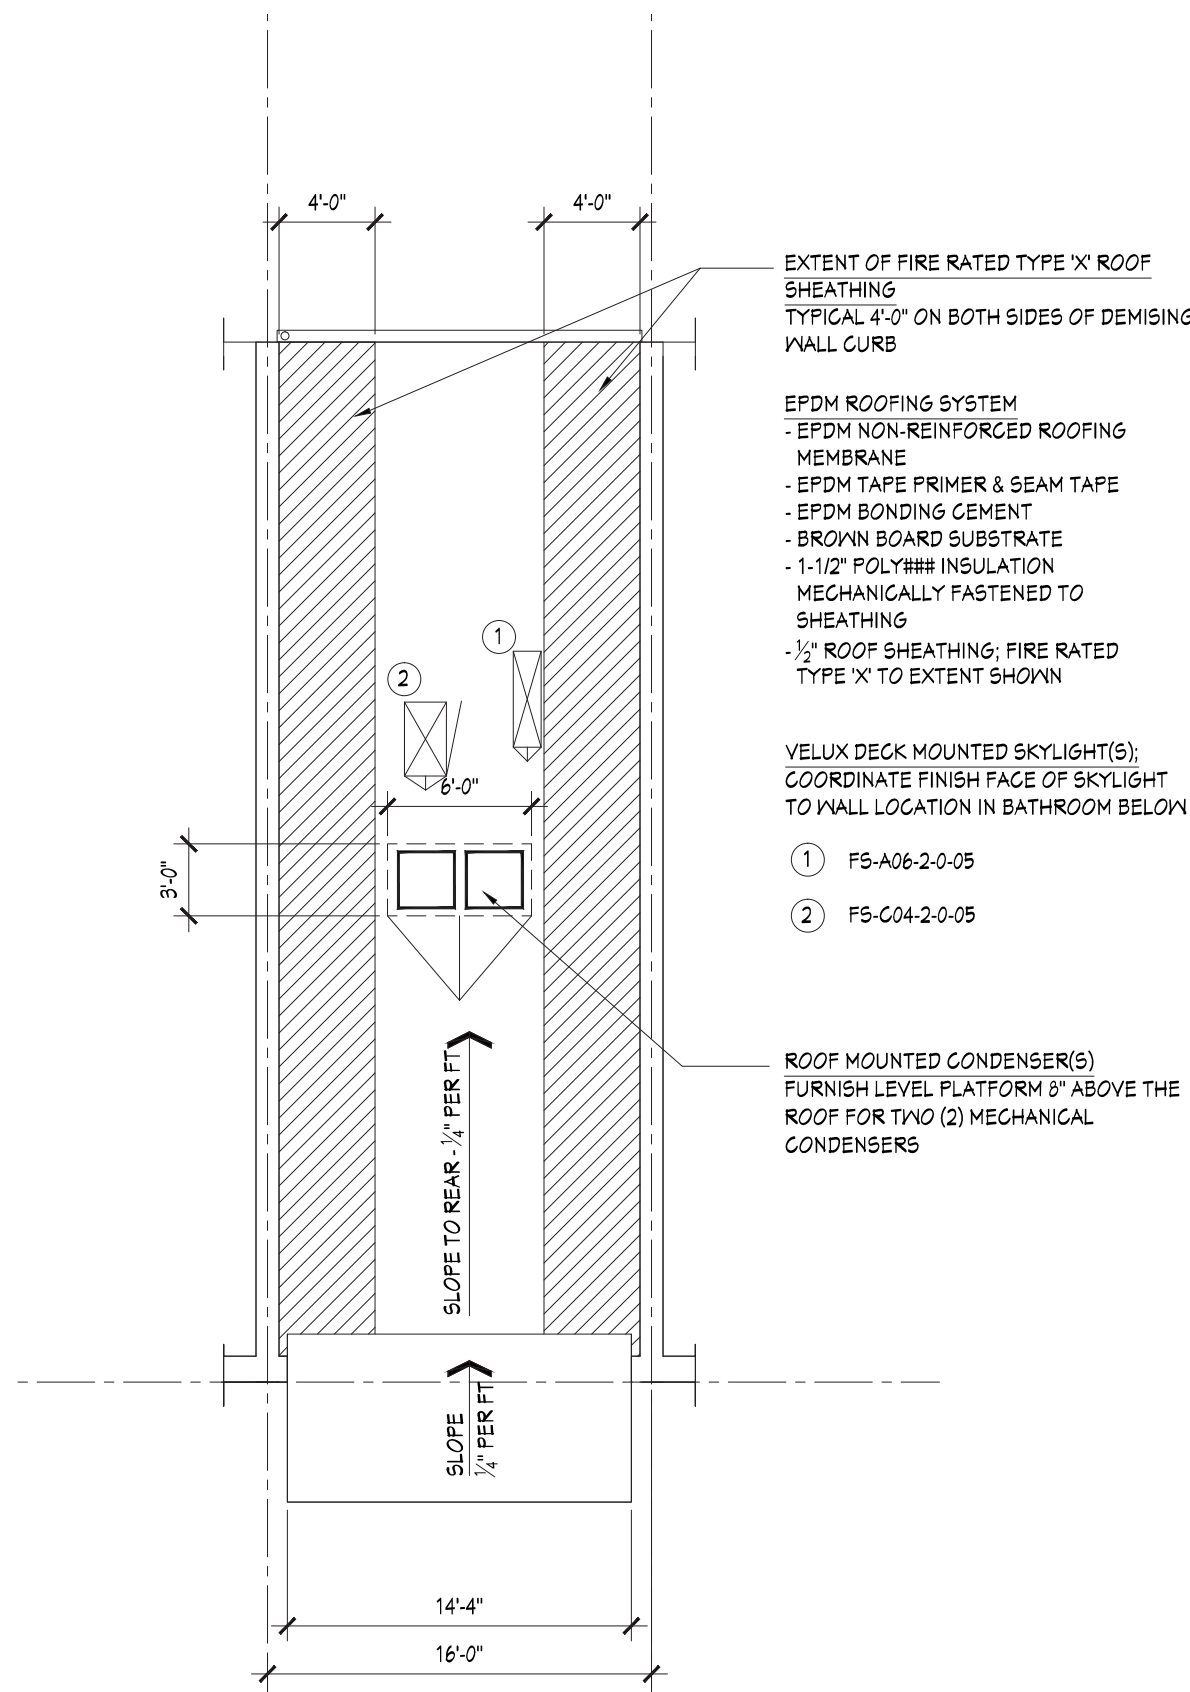 4'-0"
4'-0"
EXTENT OF FIRE RATED TYPE 'X' ROOF
SHEATHING
TYPICAL 4'-0" ON BOTH SIDES OF DEMISING
WALL CURB
EPDM ROOFING SYSTEM
- EPDM NON-REINFORCED ROOFING
MEMBRANE
- EPDM TAPE PRIMER & SEAM TAPE
- EPDM BONDING CEMENT
- BROWN BOARD SUBSTRATE
- 1-1/2" POLY### INSULATION
MECHANICALLY FASTENED TO
SHEATHING
- 1/2" ROOF SHEATHING; FIRE RATED
TYPE 'X' TO EXTENT SHOWN
1
2
6'-0"
3'-0"
VELUX DECK MOUNTED SKYLIGHT(S);
COORDINATE FINISH FACE OF SKYLIGHT
TO WALL LOCATION IN BATHROOM BELOW
1 FS-A06-2-0-05
2 FS-C04-2-0-05
ROOF MOUNTED CONDENSER(S)
FURNISH LEVEL PLATFORM 8" ABOVE THE
ROOF FOR TWO (2) MECHANICAL
CONDENSERS
SLOPE TO REAR - 1/4" PER FT
SLOPE
1/4" PER FT
14'-4"
16'-0"